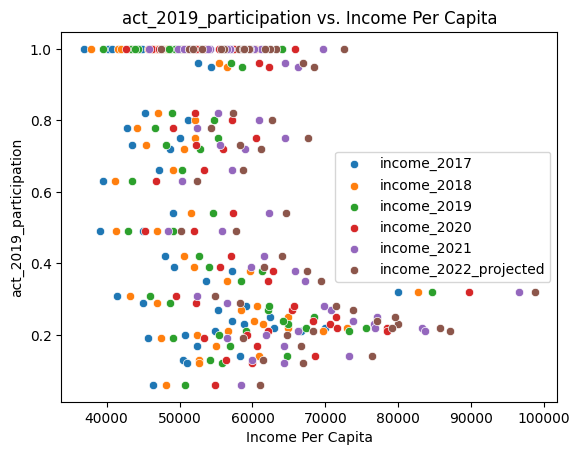 act_2019_participation vs. Income Per Capita
act_2019_participation
1.0
0.8
0.6
0.4
0.2
income_2017
income_2018
income_2019
income_2020
income_2021
income_2022_projected
40000 50000 60000 70000 80000 90000 100000
Income Per Capita